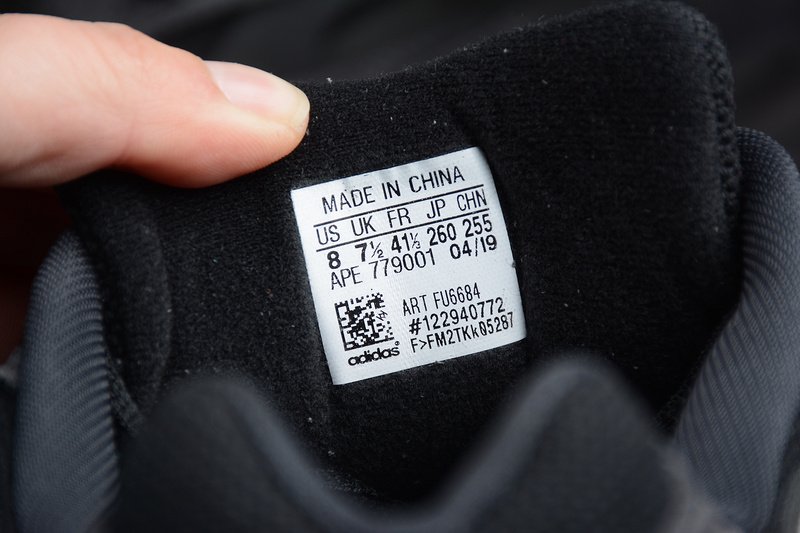 MADE IN CHINA
US UK FR JP CHN
8 7½ 41⅓ 260 255
APE 779001 04/19
ART FU6684
#122940772
F>FM2TKk05287
adidas®